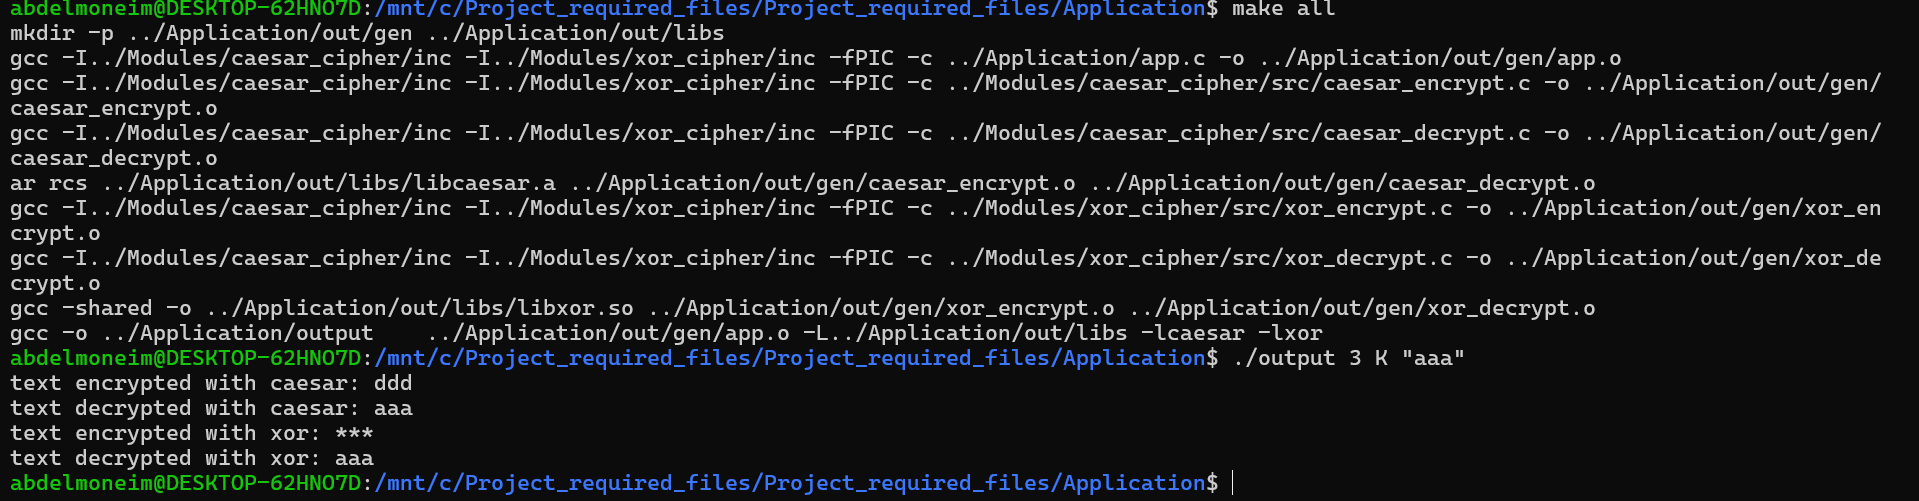 abdelmoneim@DESKTOP-62HNO7D:/mnt/c/Project_required_files/Project_required_files/Application$ make all
mkdir -p ../Application/out/gen ../Application/out/libs
gcc -I../Modules/caesar_cipher/inc -I../Modules/xor_cipher/inc -fPIC -c ../Application/app.c -o ../Application/out/gen/app.o
gcc -I../Modules/caesar_cipher/inc -I../Modules/xor_cipher/inc -fPIC -c ../Modules/caesar_cipher/src/caesar_encrypt.c -o ../Application/out/gen/
caesar_encrypt.o
gcc -I../Modules/caesar_cipher/inc -I../Modules/xor_cipher/inc -fPIC -c ../Modules/caesar_cipher/src/caesar_decrypt.c -o ../Application/out/gen/
caesar_decrypt.o
ar rcs ../Application/out/libs/libcaesar.a ../Application/out/gen/caesar_encrypt.o ../Application/out/gen/caesar_decrypt.o
gcc -I../Modules/caesar_cipher/inc -I../Modules/xor_cipher/inc -fPIC -c ../Modules/xor_cipher/src/xor_encrypt.c -o ../Application/out/gen/xor_en
crypt.o
gcc -I../Modules/caesar_cipher/inc -I../Modules/xor_cipher/inc -fPIC -c ../Modules/xor_cipher/src/xor_decrypt.c -o ../Application/out/gen/xor_de
crypt.o
gcc -shared -o ../Application/out/libs/libxor.so ../Application/out/gen/xor_encrypt.o ../Application/out/gen/xor_decrypt.o
gcc -o ../Application/output    ../Application/out/gen/app.o -L../Application/out/libs -lcaesar -lxor
abdelmoneim@DESKTOP-62HNO7D:/mnt/c/Project_required_files/Project_required_files/Application$ ./output 3 K "aaa"
text encrypted with caesar: ddd
text decrypted with caesar: aaa
text encrypted with xor: ***
text decrypted with xor: aaa
abdelmoneim@DESKTOP-62HNO7D:/mnt/c/Project_required_files/Project_required_files/Application$